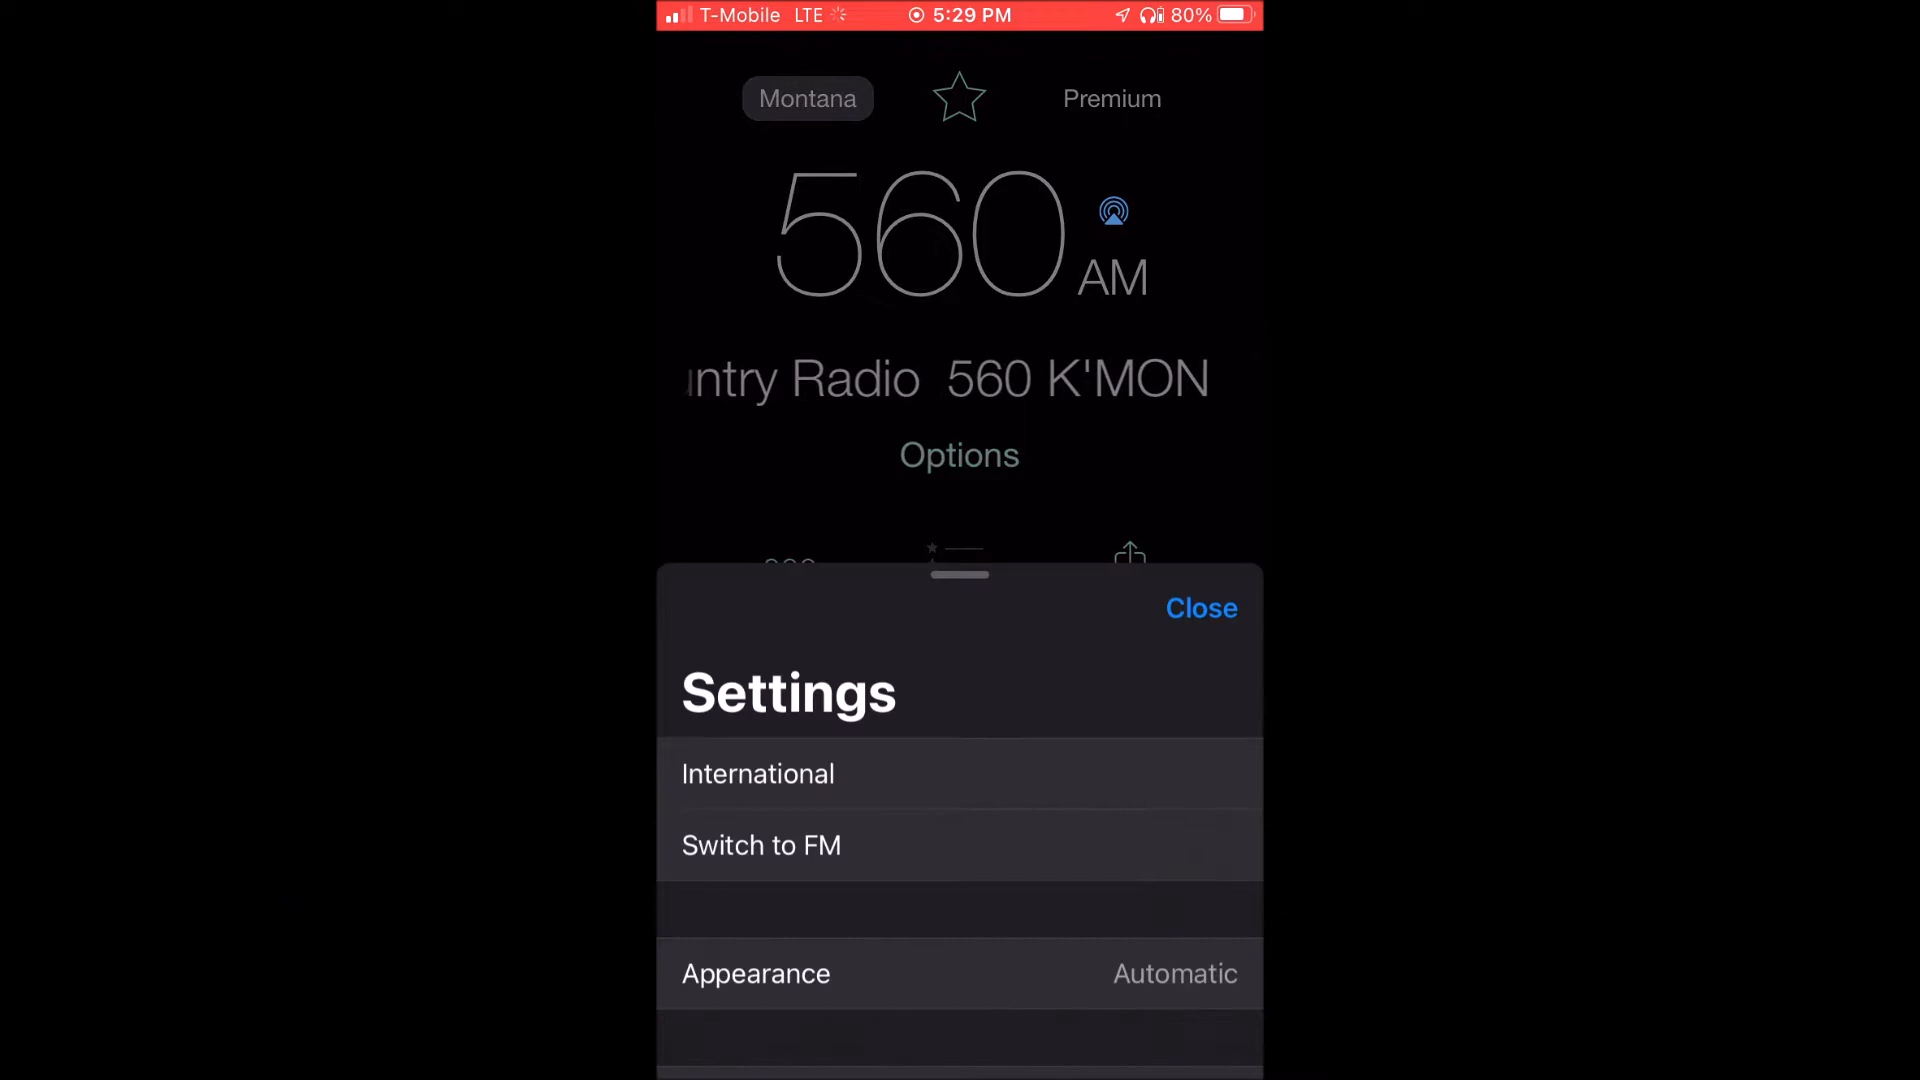 T-Mobile LTE 5:29 PM 80%
Montana Premium
560 AM
ntry Radio 560 K'MON
Options
Close
Settings
International
Switch to FM
Appearance Automatic